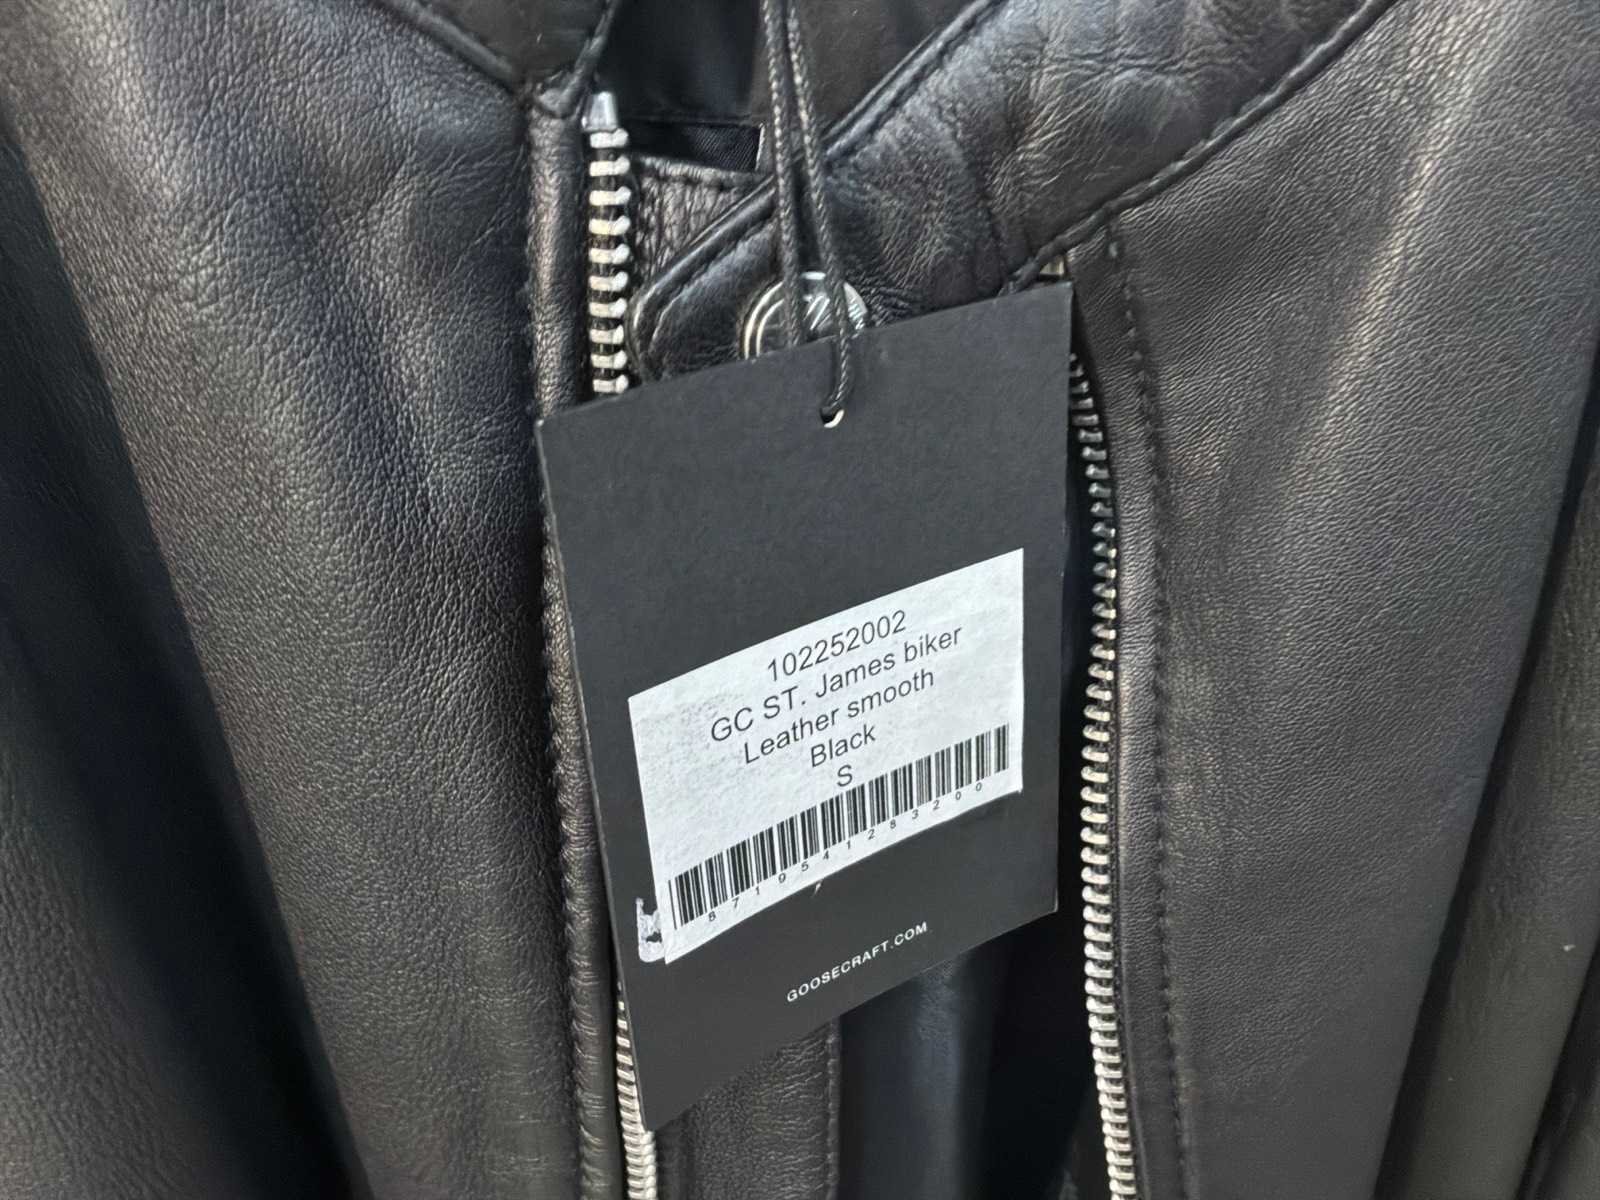 102252002
GC ST. James biker
Leather smooth
Black
S
8719541283200
GOOSECRAFT.COM